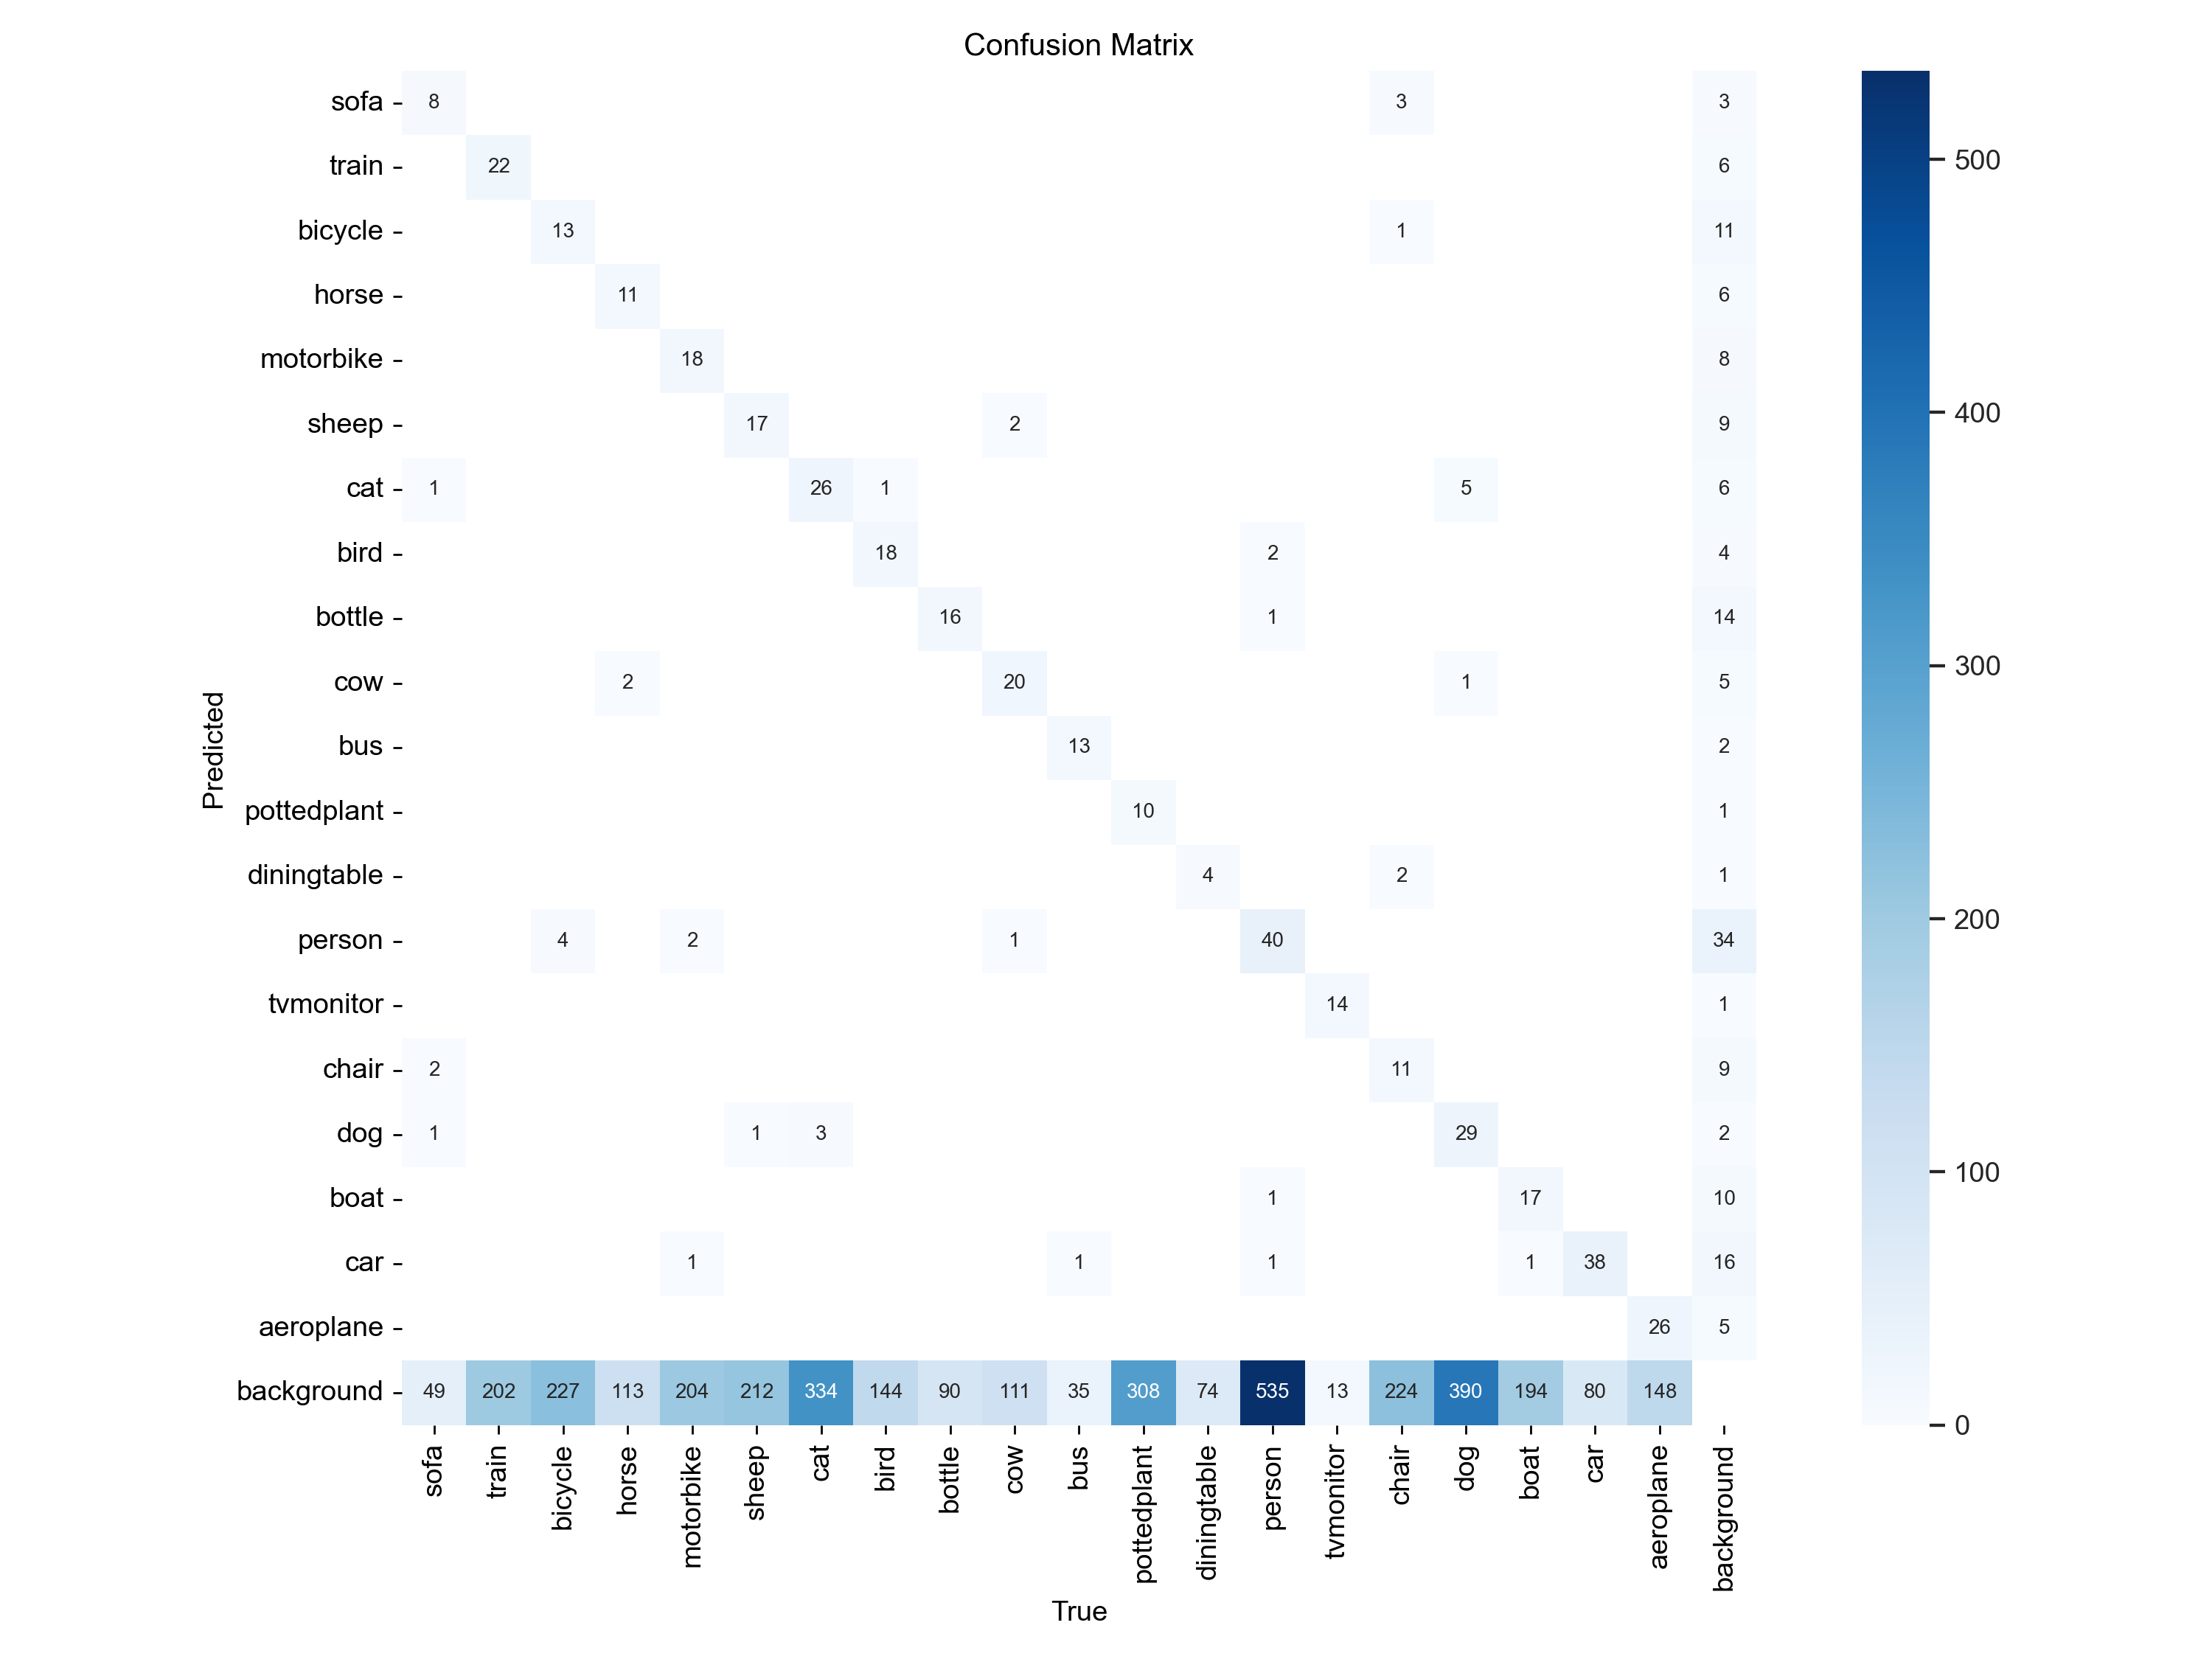 Confusion Matrix
sofa 8 3 3
train 22 6
bicycle 13 1 11
horse 11 6
motorbike 18 8
sheep 17 2 9
cat 1 26 1 5 6
bird 18 2 4
bottle 16 1 14
cow 2 20 1 5
bus 13 2
pottedplant 10 1
diningtable 4 2 1
person 4 2 1 40 34
tvmonitor 14 1
chair 2 11 9
dog 1 1 3 29 2
boat 1 17 10
car 1 1 1 1 38 16
aeroplane 26 5
background 49 202 227 113 204 212 334 144 90 111 35 308 74 535 13 224 390 194 80 148
sofa train bicycle horse motorbike sheep cat bird bottle cow bus pottedplant diningtable person tvmonitor chair dog boat car aeroplane background
True
Predicted
500
400
300
200
100
0